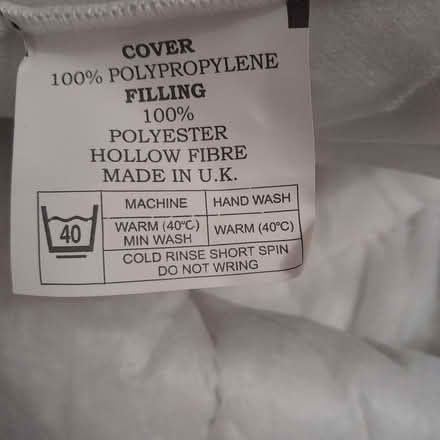 COVER
100% POLYPROPYLENE
FILLING
100%
POLYESTER
HOLLOW FIBRE
MADE IN U.K.
40
MACHINE HAND WASH
WARM (40°C) MIN WASH
WARM (40°C)
COLD RINSE SHORT SPIN
DO NOT WRING